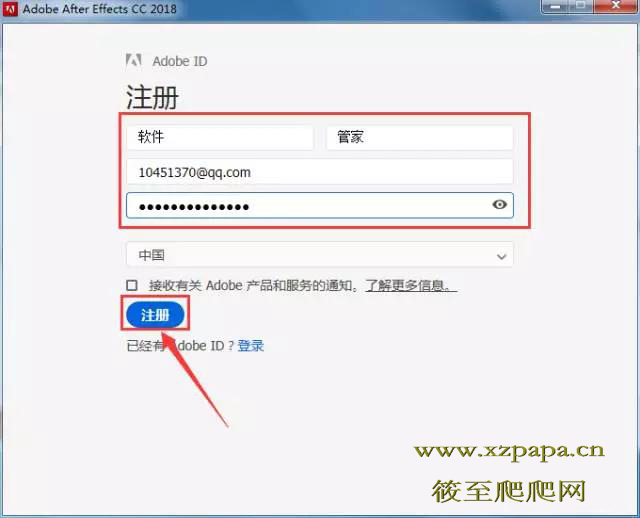 Adobe After Effects CC 2018
Adobe ID
注册
软件 管家
10451370@qq.com
●●●●●●●●●●●●●●
中国
接收有关 Adobe 产品和服务的通知。了解更多信息。
注册
已经有 Adobe ID？登录
www.xzpapa.cn
筱至爬爬网